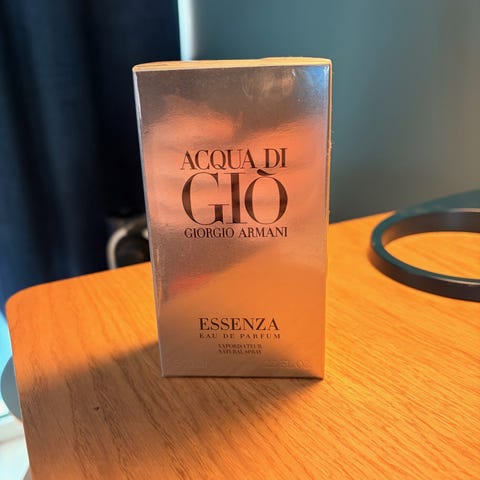 ACQUA DI
GIÒ
GIORGIO ARMANI
ESSENZA
EAU DE PARFUM
VAPORISATEUR
NATURAL SPRAY